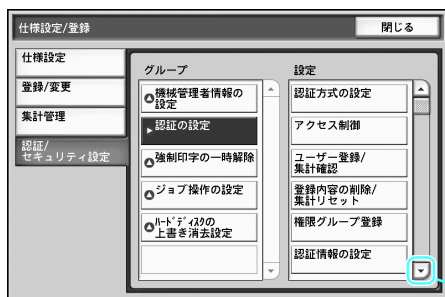 仕様設定/登録
閉じる
仕様設定
登録/変更
集計管理
認証/
セキュリティ設定
グループ
機械管理者情報の
設定
認証の設定
強制印字の一時解除
ジョブ操作の設定
ﾊｰﾄﾞﾃﾞｨｽｸの
上書き消去設定
設定
認証方式の設定
アクセス制御
ユーザー登録/
集計確認
登録内容の削除/
集計リセット
権限グループ登録
認証情報の設定